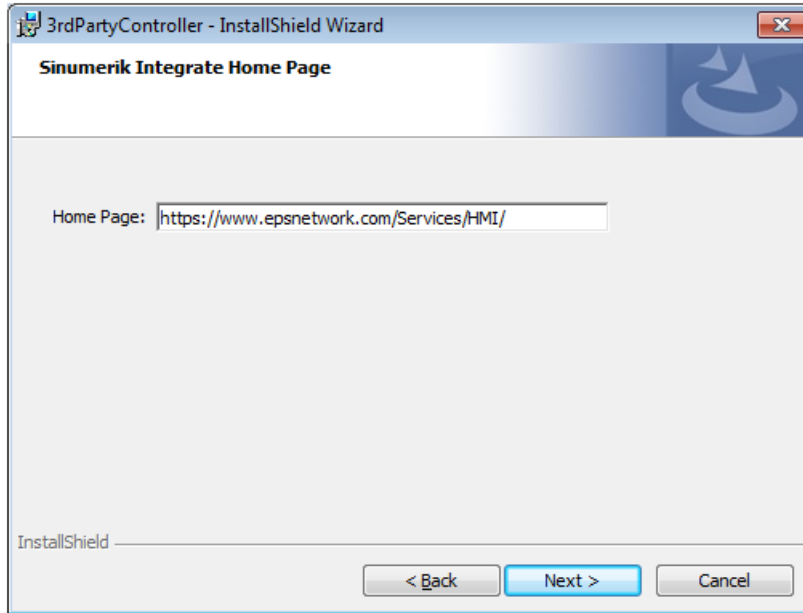 3rdPartyController - InstallShield Wizard
Sinumerik Integrate Home Page
Home Page: https://www.epsnetwork.com/Services/HMI/
InstallShield
< Back Next > Cancel